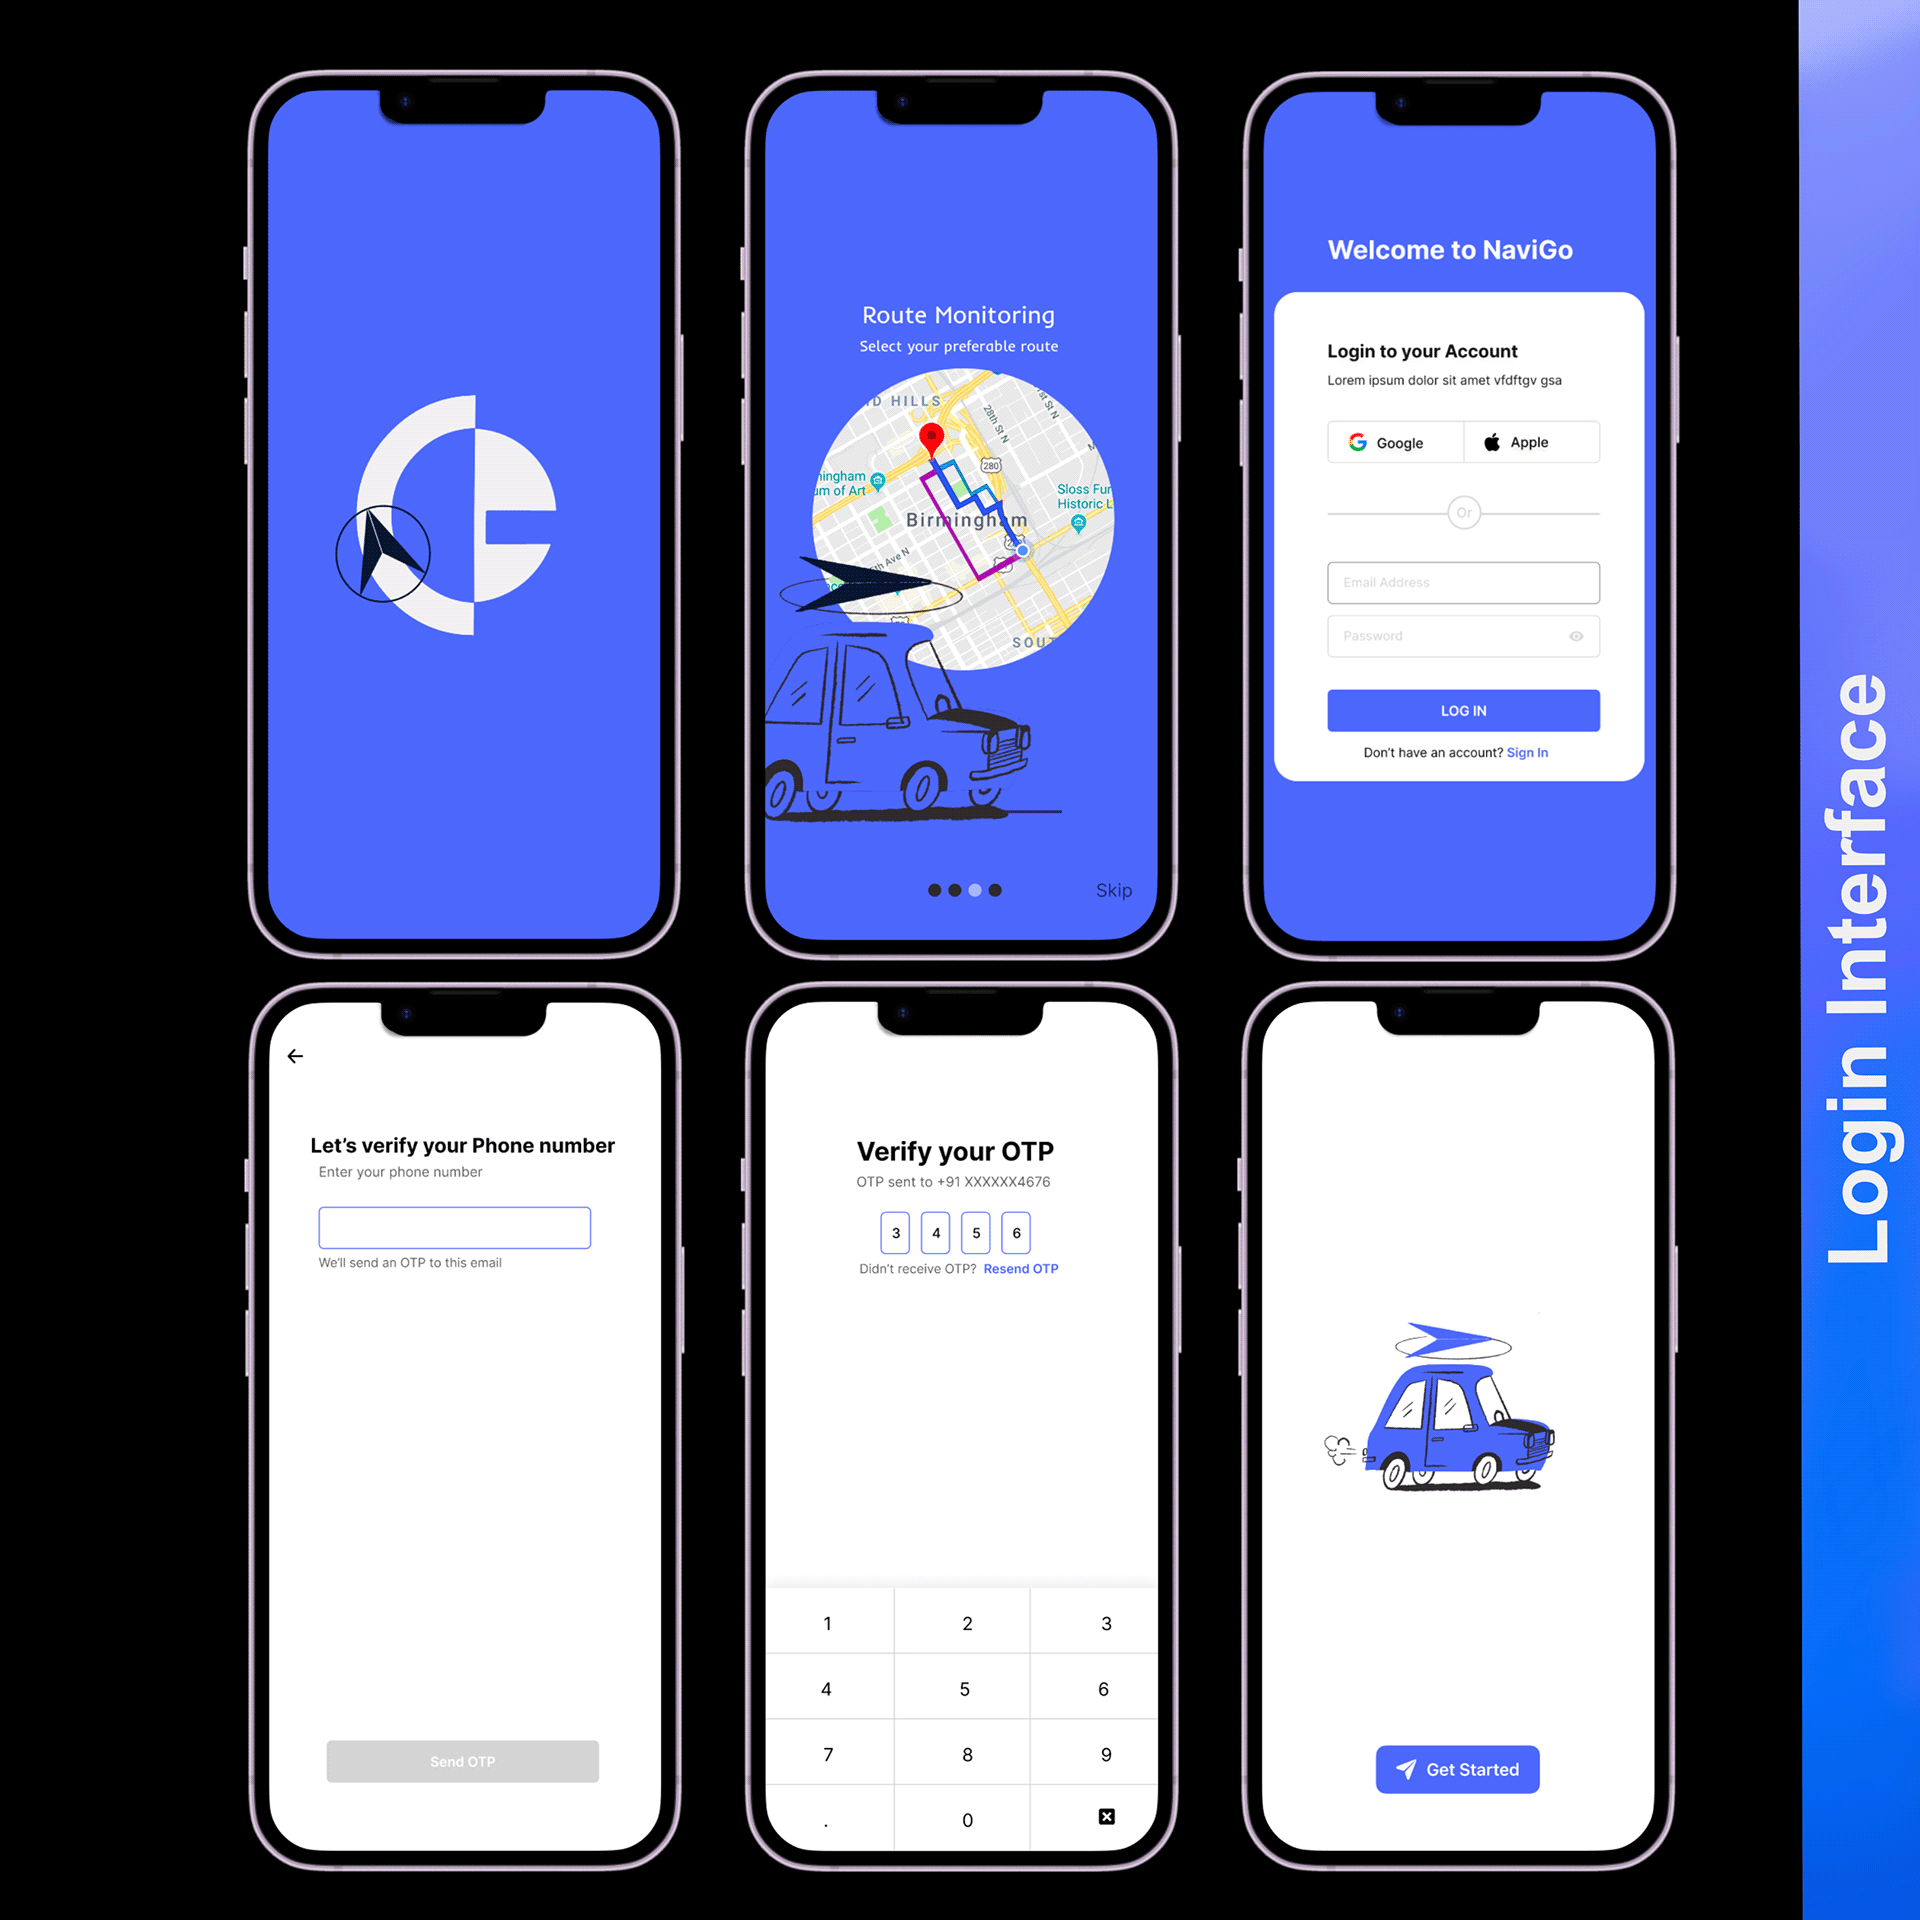 Route Monitoring
Select your preferable route
D HILLS
28th St N
st St N
280
ningham
um of Art
Sloss Fur
Historic L
Birmingham
th Ave N
SOUT
Skip
Welcome to NaviGo
Login to your Account
Lorem ipsum dolor sit amet vfdftgv gsa
Google
Apple
Or
Email Address
Password
LOG IN
Don't have an account? Sign In
Let's verify your Phone number
Enter your phone number
We'll send an OTP to this email
Send OTP
Verify your OTP
OTP sent to +91 XXXXXX4676
3 4 5 6
Didn't receive OTP? Resend OTP
1 2 3
4 5 6
7 8 9
. 0
Get Started
Login Interface